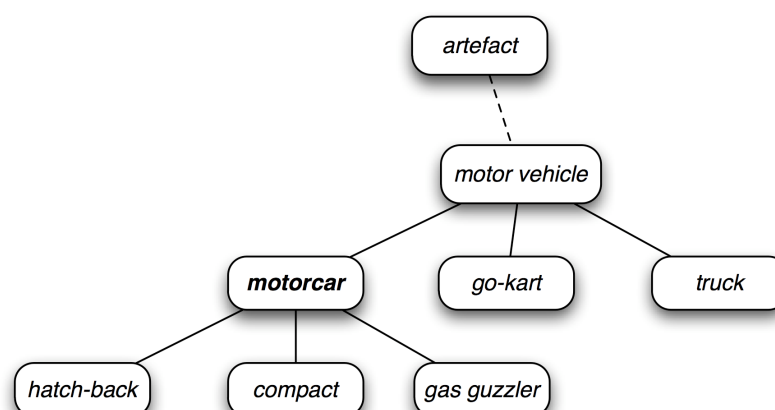 artefact
motor vehicle
motorcar
go-kart
truck
hatch-back
compact
gas guzzler